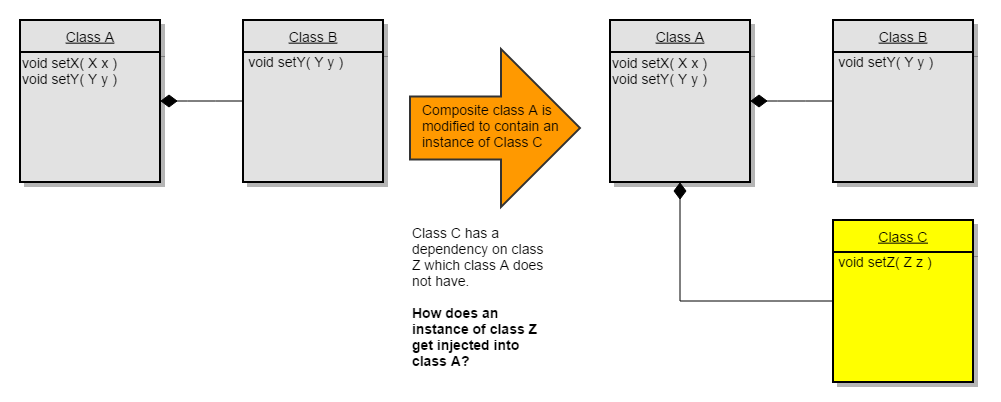 Class A
void setX( X x )
void setY( Y y )
Class B
void setY( Y y )
Composite class A is
modified to contain an
instance of Class C
Class C has a
dependency on class
Z which class A does
not have.
How does an
instance of class Z
get injected into
class A?
Class A
void setX( X x )
void setY( Y y )
Class B
void setY( Y y )
Class C
void setZ( Z z )